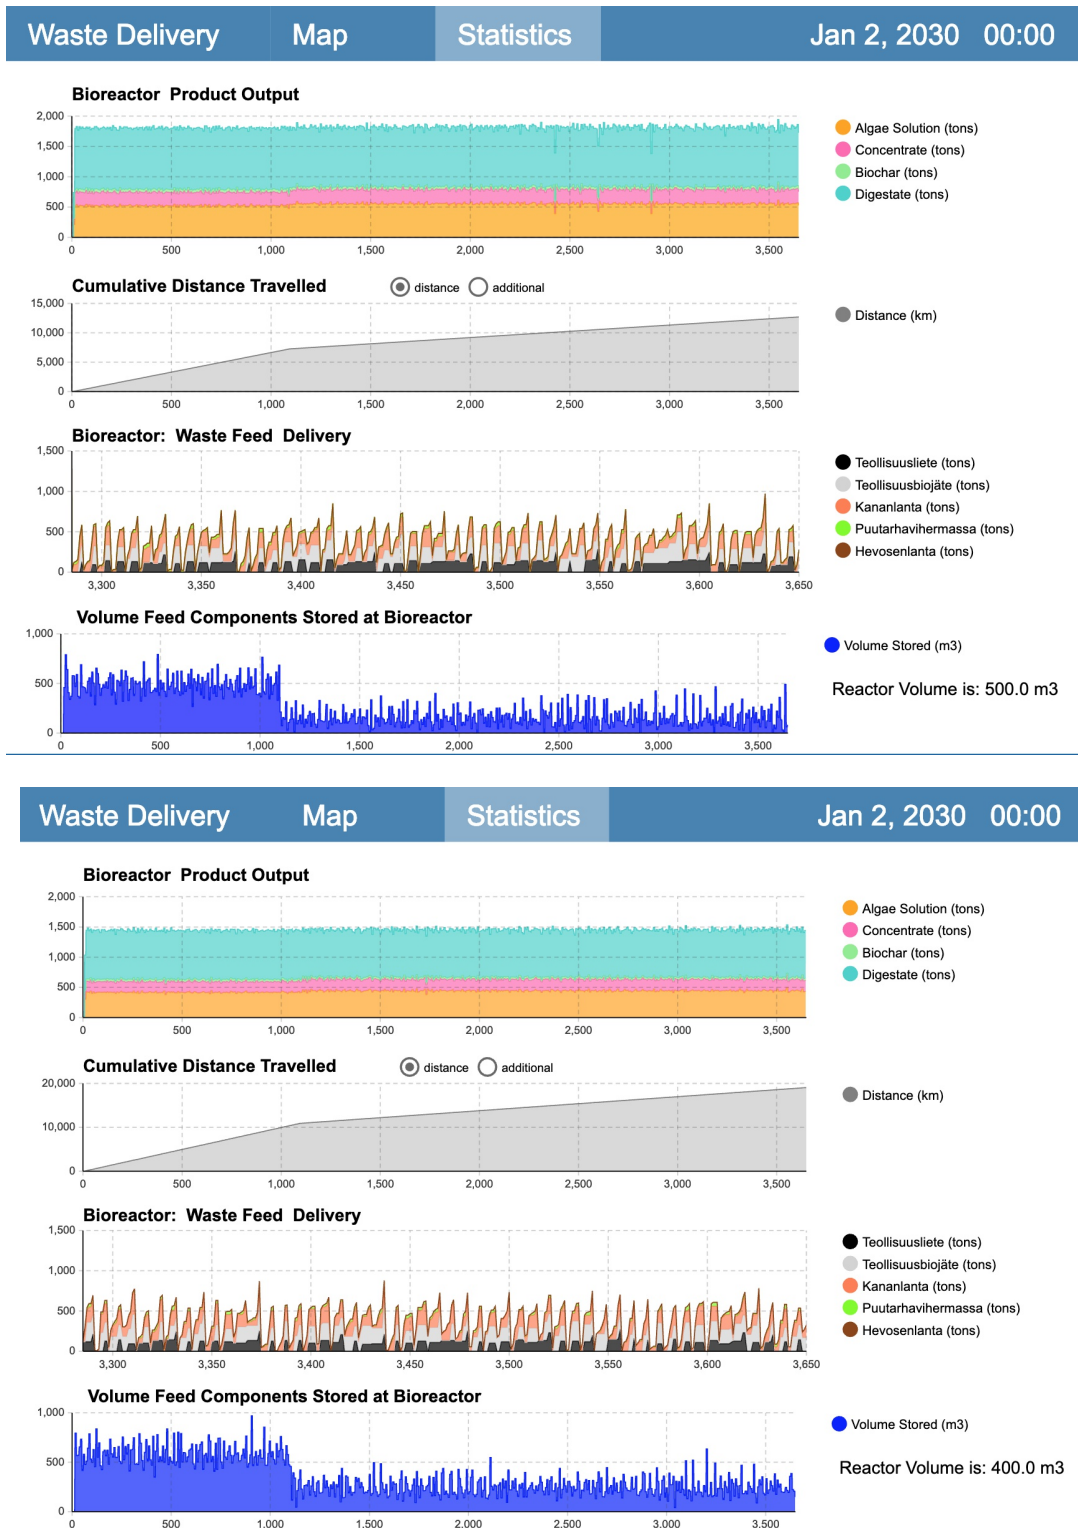 Waste Delivery Map Statistics Jan 2, 2030 00:00
Bioreactor Product Output
2,000
1,500
1,000
500
0
0 500 1,000 1,500 2,000 2,500 3,000 3,500
Algae Solution (tons)
Concentrate (tons)
Biochar (tons)
Digestate (tons)
Cumulative Distance Travelled distance additional
15,000
10,000
5,000
0
0 500 1,000 1,500 2,000 2,500 3,000 3,500
Distance (km)
Bioreactor: Waste Feed Delivery
1,500
1,000
500
0
3,300 3,350 3,400 3,450 3,500 3,550 3,600 3,650
Teollisuusliete (tons)
Teollisuusbiojäte (tons)
Kananlanta (tons)
Puutarhavihermassa (tons)
Hevosenlanta (tons)
Volume Feed Components Stored at Bioreactor
1,000
500
0
0 500 1,000 1,500 2,000 2,500 3,000 3,500
Volume Stored (m3)
Reactor Volume is: 500.0 m3
Waste Delivery Map Statistics Jan 2, 2030 00:00
Bioreactor Product Output
2,000
1,500
1,000
500
0
0 500 1,000 1,500 2,000 2,500 3,000 3,500
Algae Solution (tons)
Concentrate (tons)
Biochar (tons)
Digestate (tons)
Cumulative Distance Travelled distance additional
20,000
10,000
0
0 500 1,000 1,500 2,000 2,500 3,000 3,500
Distance (km)
Bioreactor: Waste Feed Delivery
1,500
1,000
500
0
3,300 3,350 3,400 3,450 3,500 3,550 3,600 3,650
Teollisuusliete (tons)
Teollisuusbiojäte (tons)
Kananlanta (tons)
Puutarhavihermassa (tons)
Hevosenlanta (tons)
Volume Feed Components Stored at Bioreactor
1,000
500
0
0 500 1,000 1,500 2,000 2,500 3,000 3,500
Volume Stored (m3)
Reactor Volume is: 400.0 m3